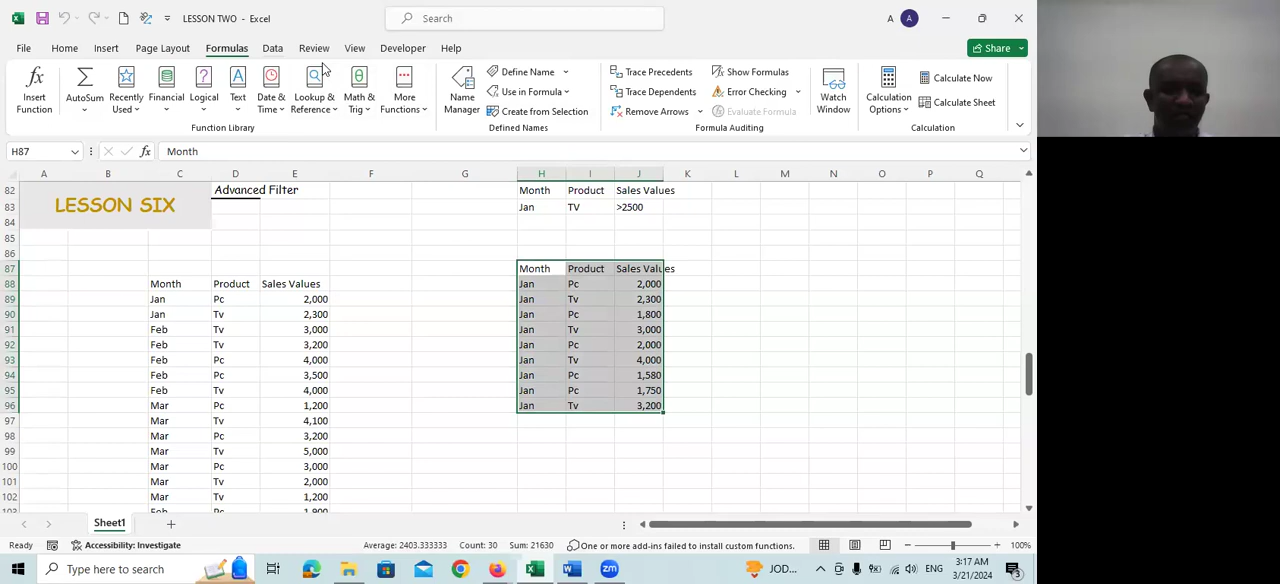 LESSON TWO - Excel
Search
A
A
File Home Insert Page Layout Formulas Data Review View Developer Help
Share
Insert Function
AutoSum
Recently Used
Financial
Logical
Text
Date & Time
Lookup & Reference
Math & Trig
More Functions
Function Library
Name Manager
Define Name
Use in Formula
Create from Selection
Defined Names
Trace Precedents
Trace Dependents
Remove Arrows
Show Formulas
Error Checking
Evaluate Formula
Formula Auditing
Watch Window
Calculation Options
Calculate Now
Calculate Sheet
Calculation
H87
fx
Month
A B C D E F G H I J K L M N O P Q
82 Advanced Filter Month Product Sales Values
LESSON SIX
83 Jan TV >2500
84
85
86
87 Month Product Sales Values
88 Month Product Sales Values Jan Pc 2,000
89 Jan Pc 2,000 Jan Tv 2,300
90 Jan Tv 2,300 Jan Pc 1,800
91 Feb Tv 3,000 Jan Tv 3,000
92 Feb Tv 3,200 Jan Pc 2,000
93 Feb Pc 4,000 Jan Tv 4,000
94 Feb Pc 3,500 Jan Pc 1,580
95 Feb Tv 4,000 Jan Pc 1,750
96 Mar Pc 1,200 Jan Tv 3,200
97 Mar Tv 4,100
98 Mar Pc 3,200
99 Mar Tv 5,000
100 Mar Pc 3,000
101 Mar Tv 2,000
102 Mar Tv 1,200
Sheet1
Ready
Accessibility: Investigate
Average: 2403.333333 Count: 30 Sum: 21630
One or more add-ins failed to install custom functions.
100%
Type here to search
JOD...
ENG
3:17 AM
3/21/2024
3